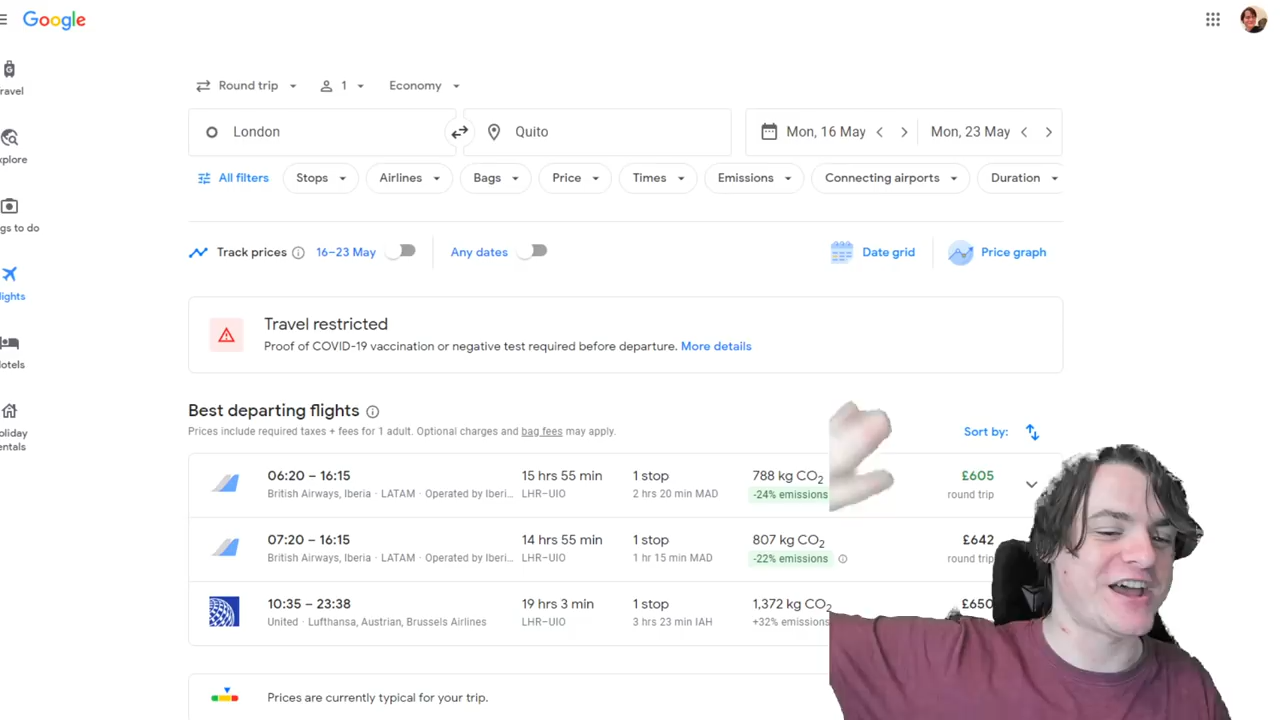 Google
ravel
xplore
gs to do
lights
otels
oliday
entals
Round trip 1 Economy
London Quito Mon, 16 May Mon, 23 May
All filters Stops Airlines Bags Price Times Emissions Connecting airports Duration
Track prices 16–23 May Any dates Date grid Price graph
Travel restricted
Proof of COVID-19 vaccination or negative test required before departure. More details
Best departing flights
Prices include required taxes + fees for 1 adult. Optional charges and bag fees may apply.
Sort by:
06:20 – 16:15 15 hrs 55 min 1 stop 788 kg CO2 £605
British Airways, Iberia · LATAM · Operated by Iberi... LHR–UIO 2 hrs 20 min MAD -24% emissions round trip
07:20 – 16:15 14 hrs 55 min 1 stop 807 kg CO2 £642
British Airways, Iberia · LATAM · Operated by Iberi... LHR–UIO 1 hr 15 min MAD -22% emissions round trip
10:35 – 23:38 19 hrs 3 min 1 stop 1,372 kg CO2 £650
United · Lufthansa, Austrian, Brussels Airlines LHR–UIO 3 hrs 23 min IAH +32% emissions
Prices are currently typical for your trip.